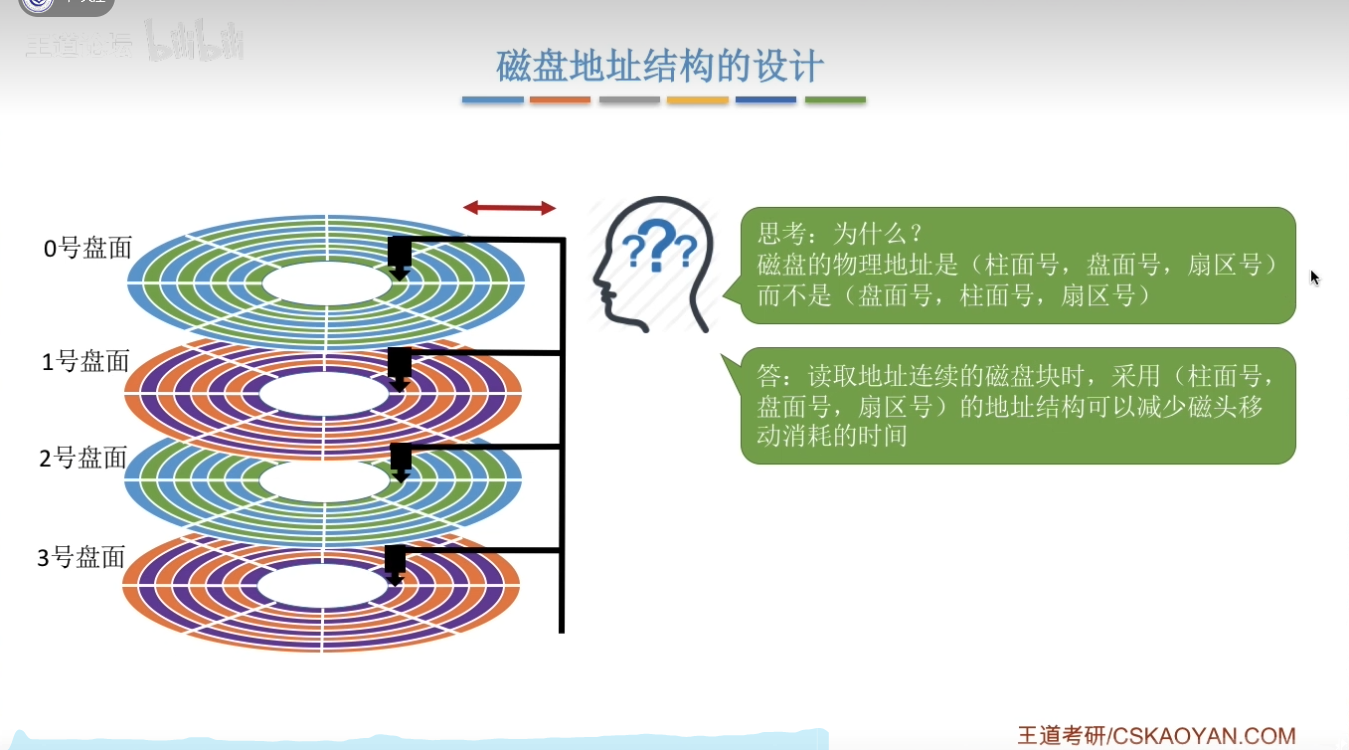 王道论坛 bilibili
磁盘地址结构的设计
0号盘面
1号盘面
2号盘面
3号盘面
???
思考：为什么？
磁盘的物理地址是（柱面号，盘面号，扇区号）
而不是（盘面号，柱面号，扇区号）
答：读取地址连续的磁盘块时，采用（柱面号，
盘面号，扇区号）的地址结构可以减少磁头移
动消耗的时间
王道考研/CSKAOYAN.COM